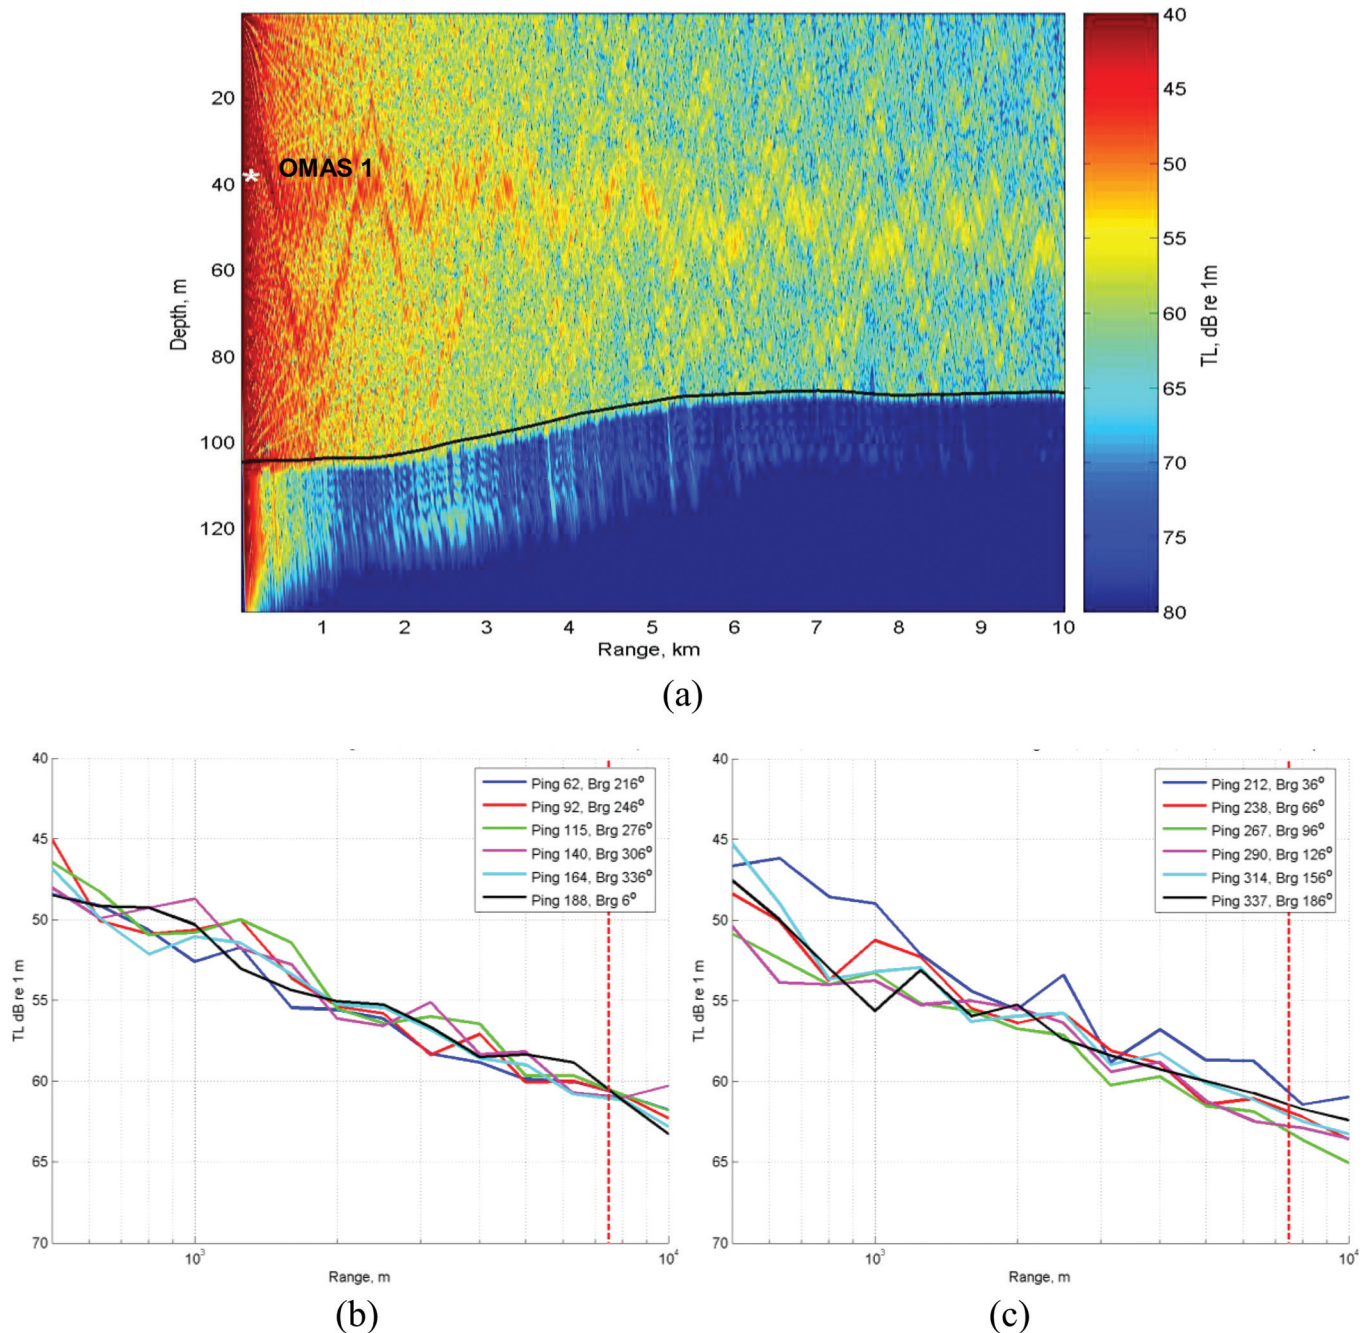 40
20
45
OMAS 1
40
50
60
55
Depth, m
TL, dB re 1m
60
80
65
100
70
120
75
80
1 2 3 4 5 6 7 8 9 10
Range, km
(a)
40
45
50
55
60
65
70
TL dB re 1 m
Ping 62, Brg 216°
Ping 92, Brg 246°
Ping 115, Brg 276°
Ping 140, Brg 306°
Ping 164, Brg 336°
Ping 188, Brg 6°
10³ 10⁴
Range, m
(b)
40
45
50
55
60
65
70
TL dB re 1 m
Ping 212, Brg 36°
Ping 238, Brg 66°
Ping 267, Brg 96°
Ping 290, Brg 126°
Ping 314, Brg 156°
Ping 337, Brg 186°
10³ 10⁴
Range, m
(c)